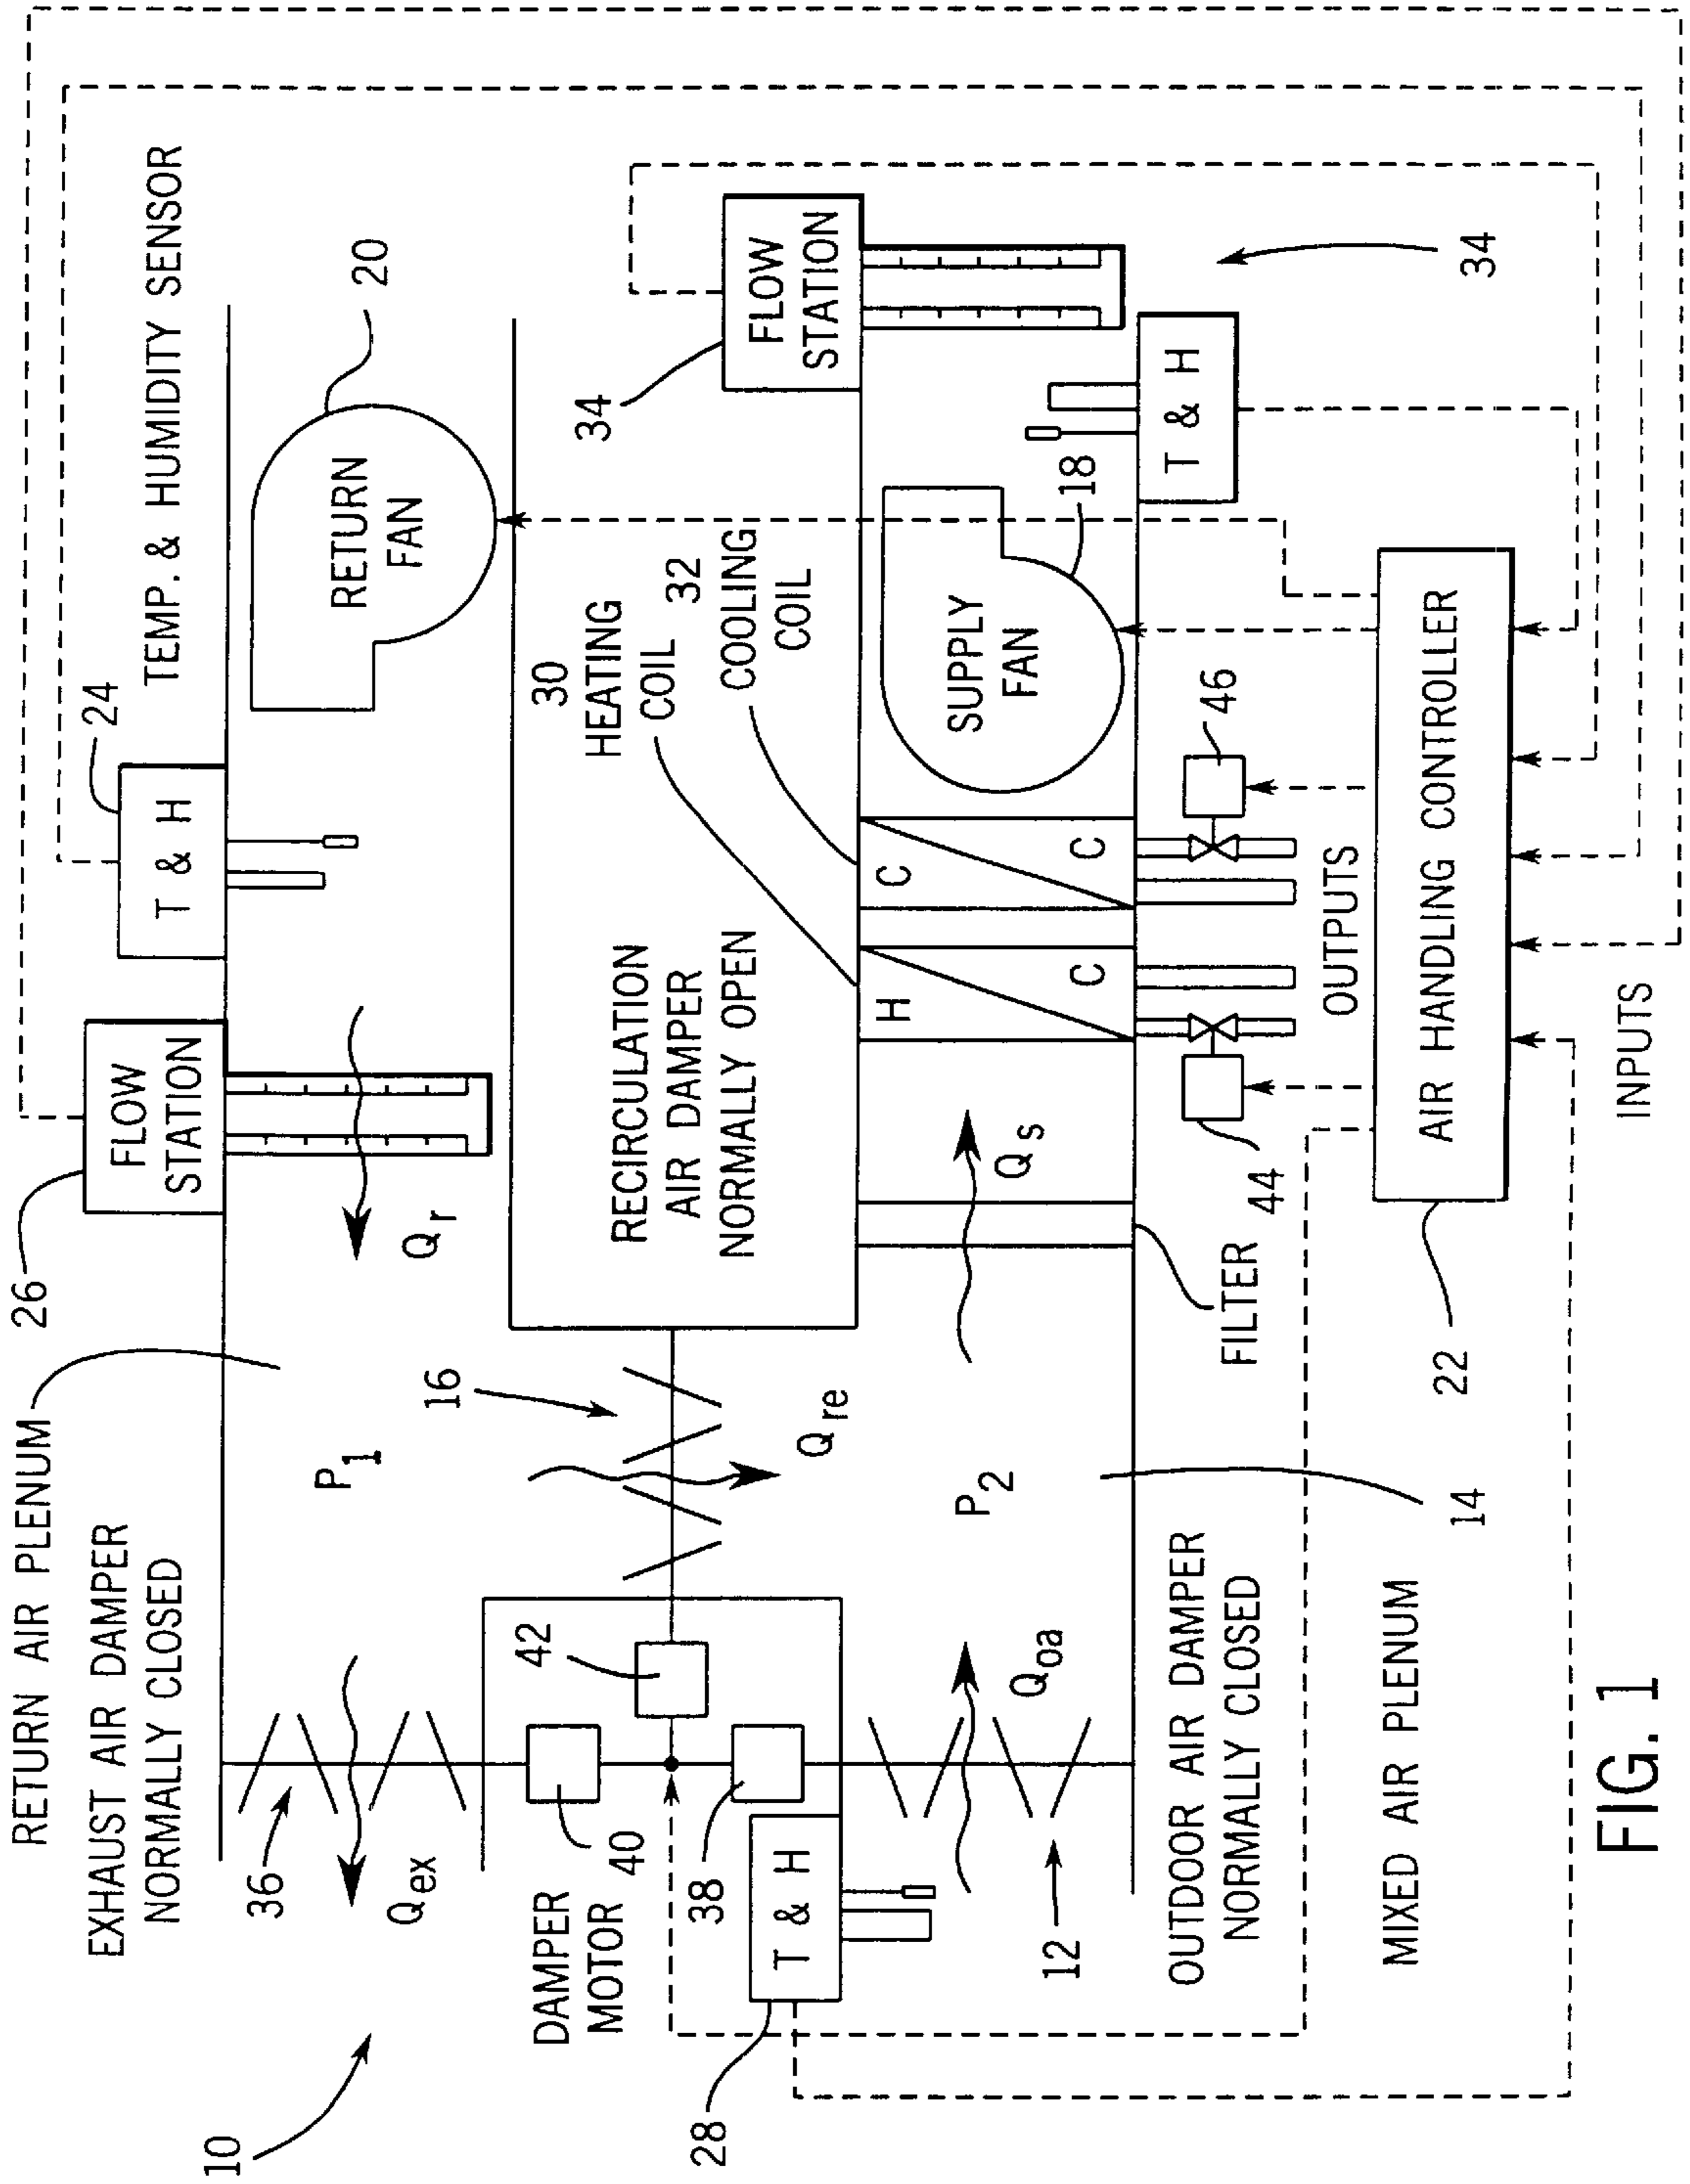 RETURN AIR PLENUM
26
24
TEMP. & HUMIDITY SENSOR
20
EXHAUST AIR DAMPER
NORMALLY CLOSED
FLOW
STATION
T & H
RETURN
FAN
36
Qex
P1
Qr
10
DAMPER
MOTOR
40
42
16
Qre
RECIRCULATION
AIR DAMPER
NORMALLY OPEN
30
HEATING
COIL
32
COOLING
COIL
34
FLOW
STATION
38
T & H
28
12
Qoa
P2
Qs
H
C
C
C
SUPPLY
FAN
18
T & H
34
OUTDOOR AIR DAMPER
NORMALLY CLOSED
FILTER
44
46
OUTPUTS
MIXED AIR PLENUM
14
22
AIR HANDLING CONTROLLER
INPUTS
FIG. 1